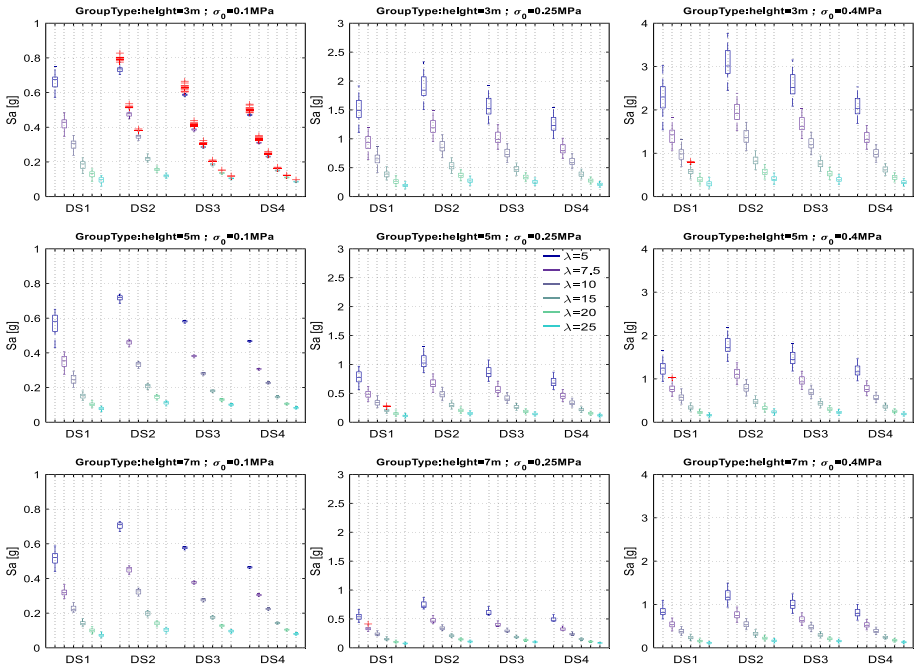 GroupType:height=3m ; σ0=0.1MPa
GroupType:height=3m ; σ0=0.25MPa
GroupType:height=3m ; σ0=0.4MPa
Sa [g]
1
0.8
0.6
0.4
0.2
0
DS1 DS2 DS3 DS4
3
2.5
2
1.5
1
0.5
0
DS1 DS2 DS3 DS4
4
3
2
1
0
DS1 DS2 DS3 DS4
GroupType:height=5m ; σ0=0.1MPa
GroupType:height=5m ; σ0=0.25MPa
GroupType:height=5m ; σ0=0.4MPa
Sa [g]
1
0.8
0.6
0.4
0.2
0
DS1 DS2 DS3 DS4
3
2.5
2
1.5
1
0.5
0
λ=5
λ=7.5
λ=10
λ=15
λ=20
λ=25
DS1 DS2 DS3 DS4
4
3
2
1
0
DS1 DS2 DS3 DS4
GroupType:height=7m ; σ0=0.1MPa
GroupType:height=7m ; σ0=0.25MPa
GroupType:height=7m ; σ0=0.4MPa
Sa [g]
1
0.8
0.6
0.4
0.2
0
DS1 DS2 DS3 DS4
3
2.5
2
1.5
1
0.5
0
DS1 DS2 DS3 DS4
4
3
2
1
0
DS1 DS2 DS3 DS4